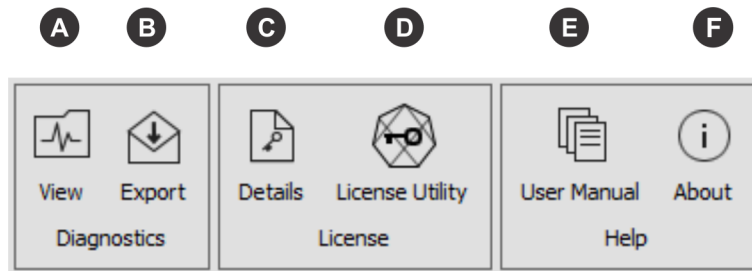 A B C D E F
View Export Details License Utility User Manual About
Diagnostics License Help